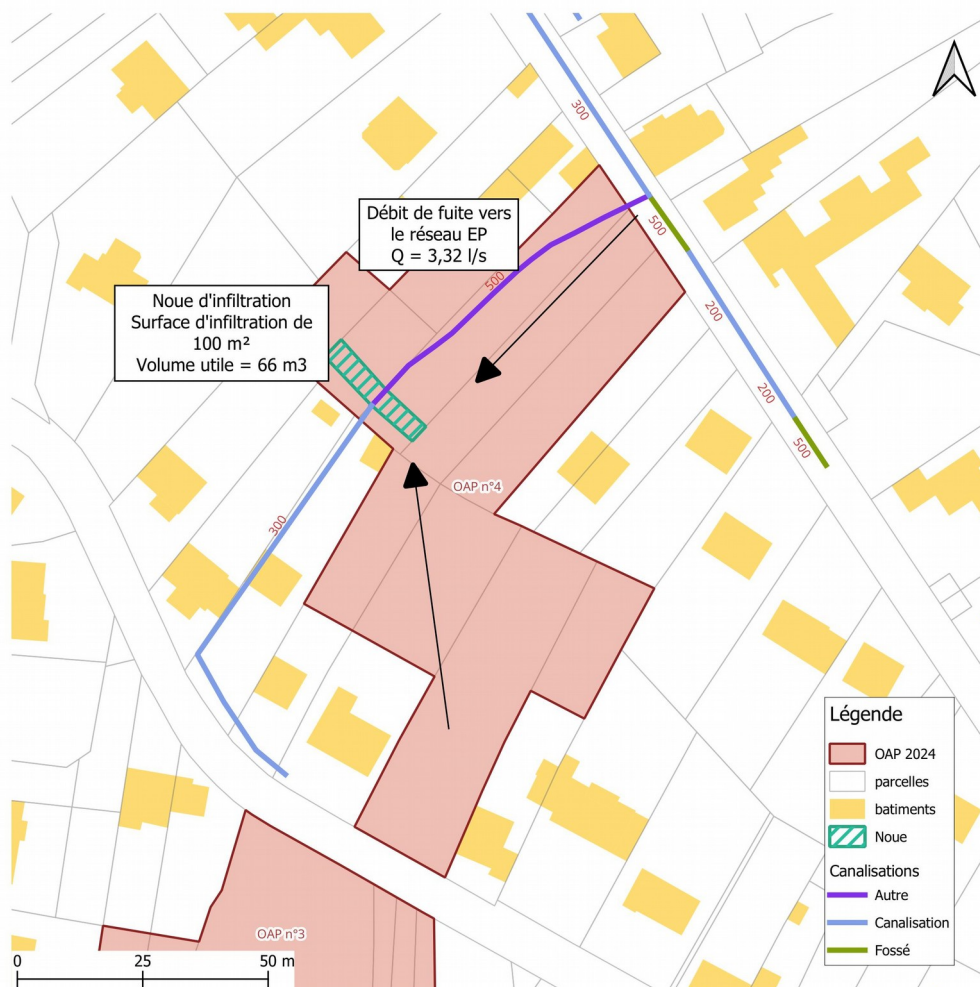 300
Débit de fuite vers
le réseau EP
Q = 3,32 l/s
500
500
Noue d'infiltration
Surface d'infiltration de
100 m²
Volume utile = 66 m3
200
200
500
OAP n°4
300
Légende
OAP 2024
parcelles
batiments
Noue
Canalisations
Autre
Canalisation
Fossé
OAP n°3
0 25 50 m